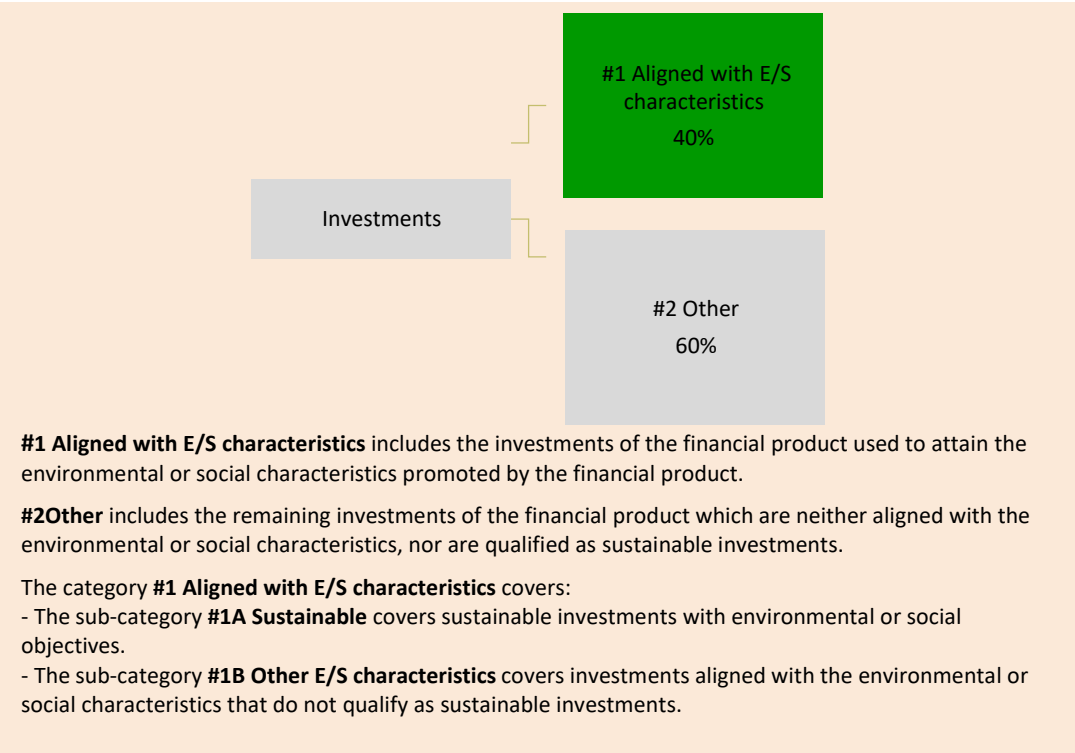 #1 Aligned with E/S
characteristics
40%
Investments
#2 Other
60%
#1 Aligned with E/S characteristics includes the investments of the financial product used to attain the
environmental or social characteristics promoted by the financial product.
#2Other includes the remaining investments of the financial product which are neither aligned with the
environmental or social characteristics, nor are qualified as sustainable investments.
The category #1 Aligned with E/S characteristics covers:
- The sub-category #1A Sustainable covers sustainable investments with environmental or social
objectives.
- The sub-category #1B Other E/S characteristics covers investments aligned with the environmental or
social characteristics that do not qualify as sustainable investments.